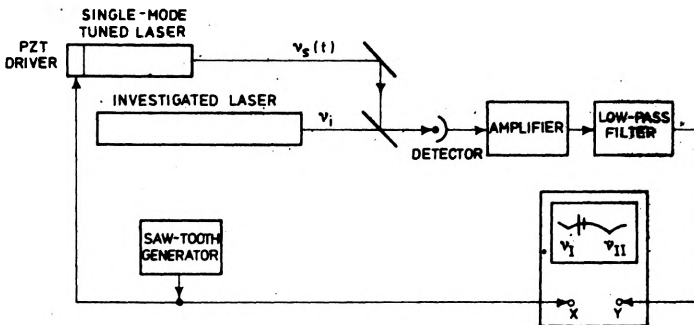 SINGLE-MODE
TUNED LASER
PZT
DRIVER
νs(t)
INVESTIGATED LASER
νi
DETECTOR
AMPLIFIER
LOW-PASS
FILTER
SAW-TOOTH
GENERATOR
νI
νII
X
Y